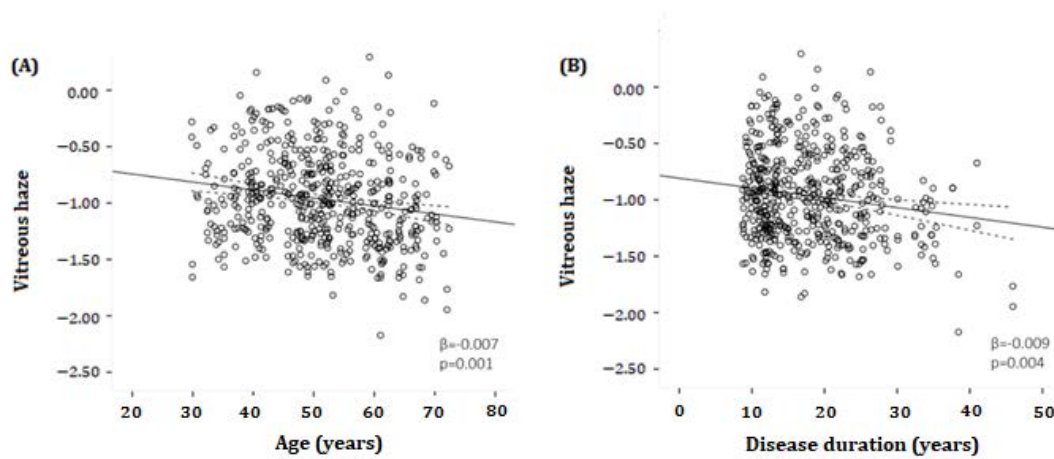 (A)
Vitreous haze
0.00
−0.50
−1.00
−1.50
−2.00
−2.50
β=-0.007
p=0.001
20 30 40 50 60 70 80
Age (years)
(B)
Vitreous haze
0.00
−0.50
−1.00
−1.50
−2.00
−2.50
β=-0.009
p=0.004
0 10 20 30 40 50
Disease duration (years)